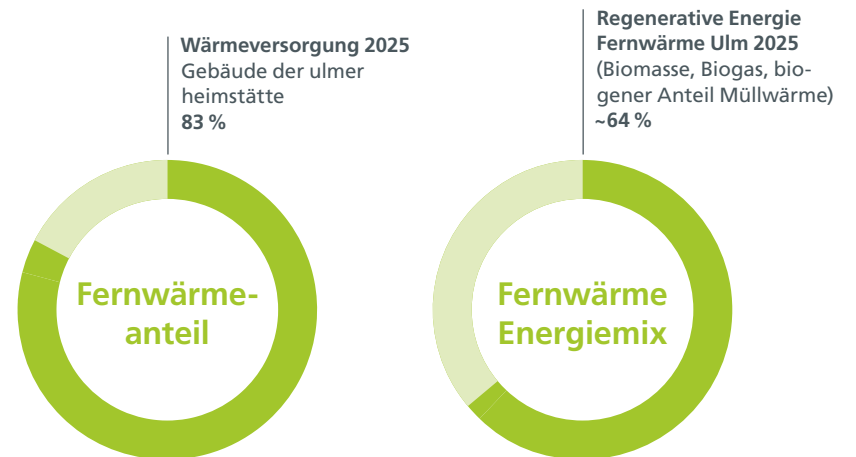 Wärmeversorgung 2025
Gebäude der ulmer
heimstätte
83 %
Regenerative Energie
Fernwärme Ulm 2025
(Biomasse, Biogas, bio-
gener Anteil Müllwärme)
~64 %
Fernwärme-
anteil
Fernwärme
Energiemix